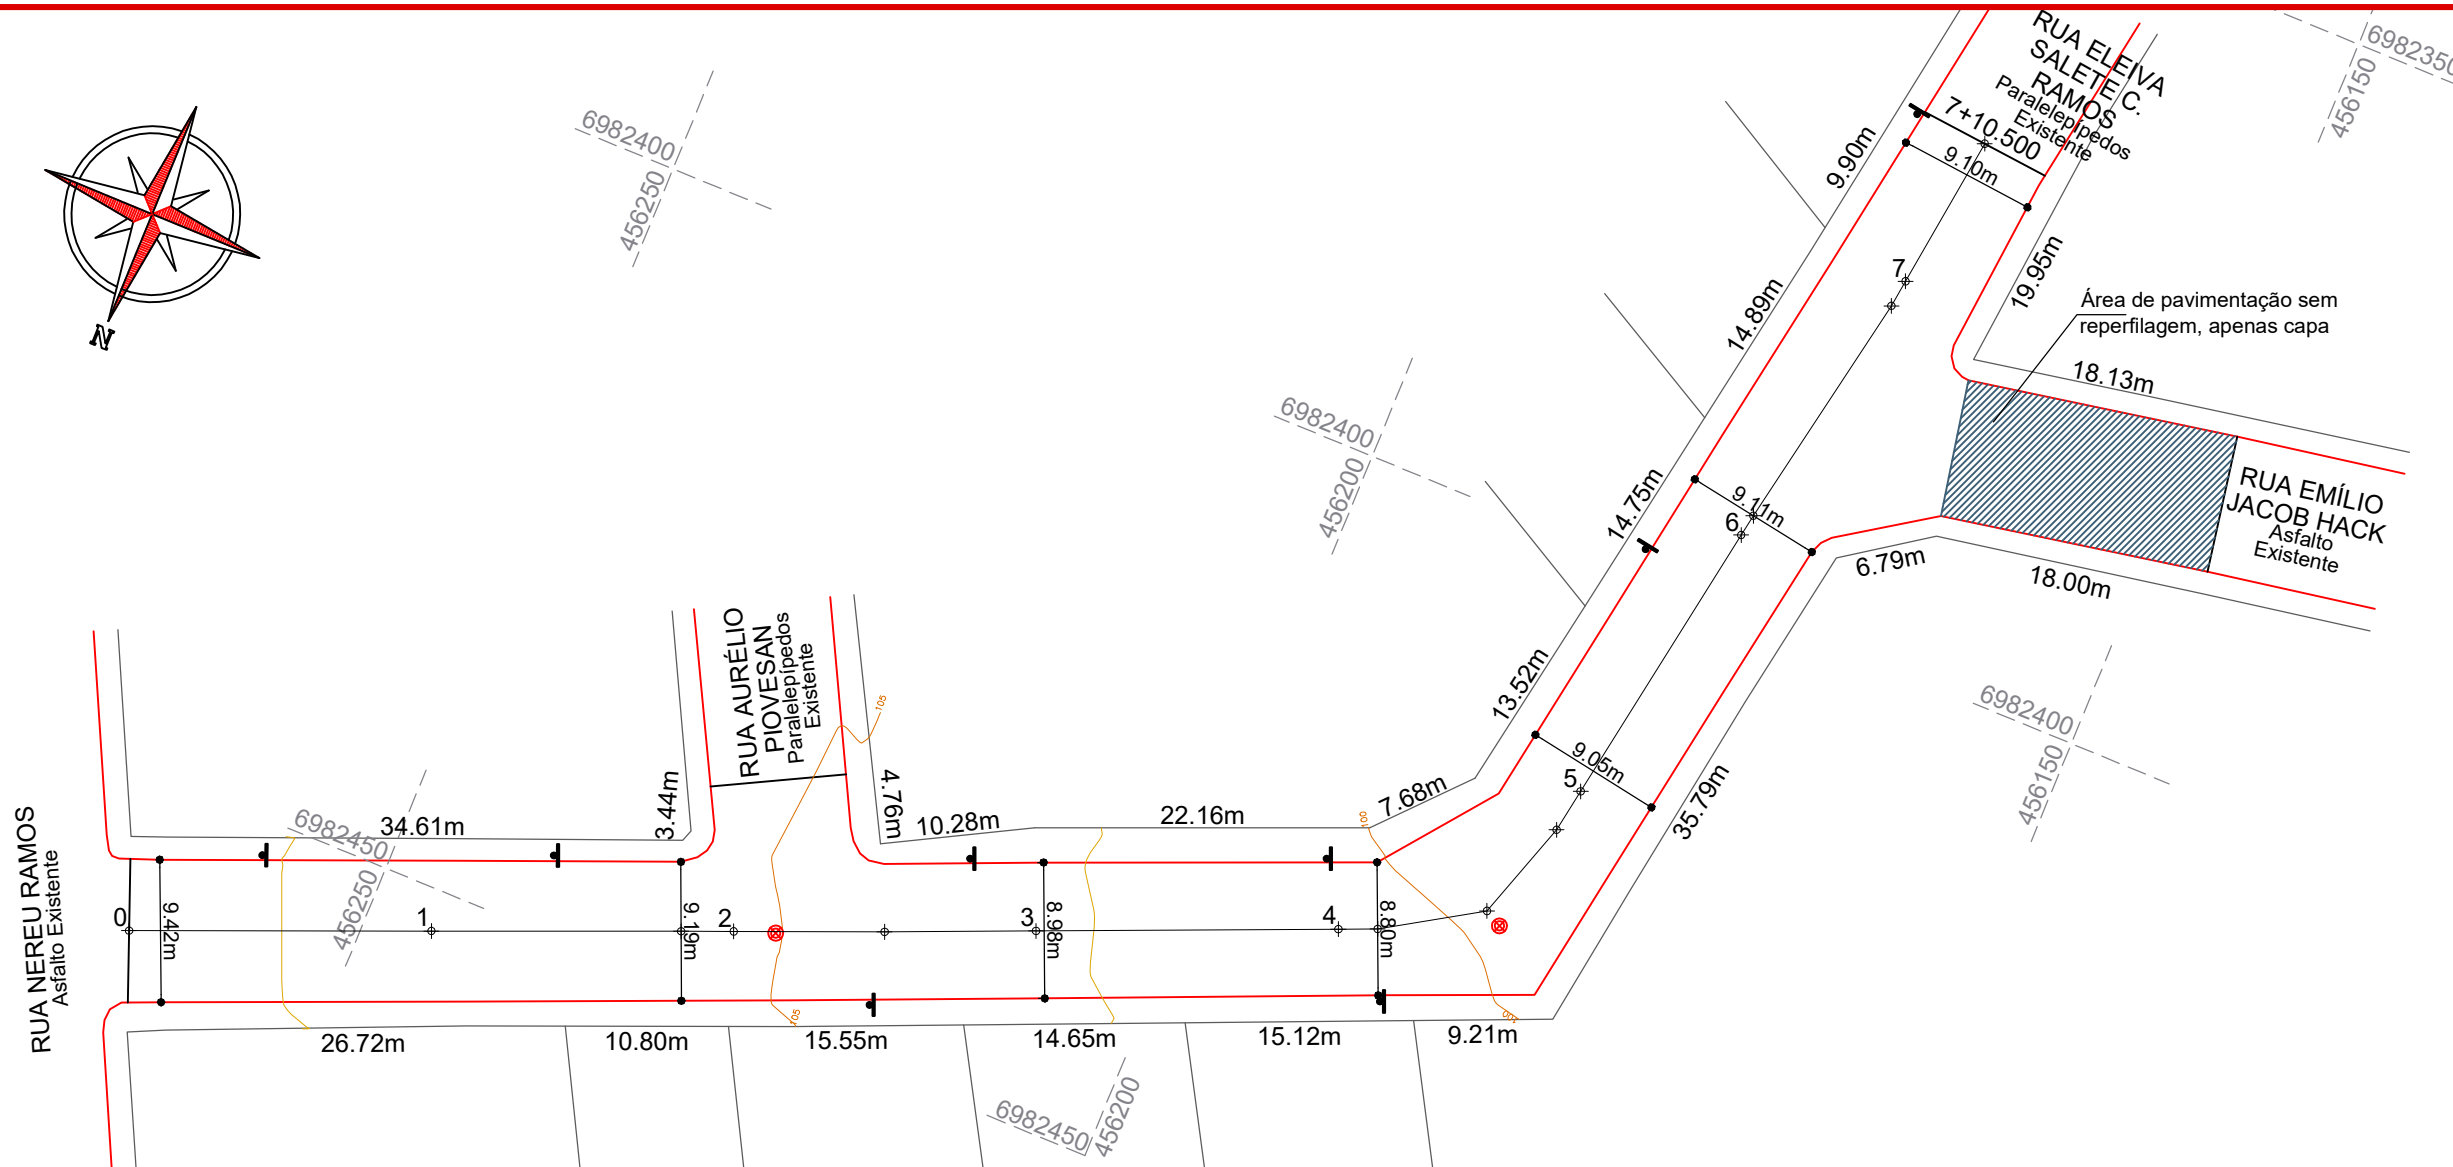 RUA ELEIVA
SALETE C.
RAMOS
Paralelepípedos
Existente
7+10.500
9.10m
9.90m
6982350
456150
6982400
456250
N
7
19.95m
14.89m
Área de pavimentação sem
reperfilagem, apenas capa
18.13m
6982400
456200
14.75m
9.11m
6
RUA EMÍLIO
JACOB HACK
Asfalto
Existente
6.79m
18.00m
13.52m
9.05m
5
35.79m
6982400
456150
RUA AURÉLIO
PIOVESAN
Paralelepípedos
Existente
105
3.44m
4.76m
10.28m
22.16m
7.68m
100
6982450
456250
34.61m
RUA NEREU RAMOS
Asfalto Existente
0
9.42m
1
9.19m
2
3
8.98m
4
8.80m
105
100
26.72m
10.80m
15.55m
14.65m
15.12m
9.21m
6982450
456200